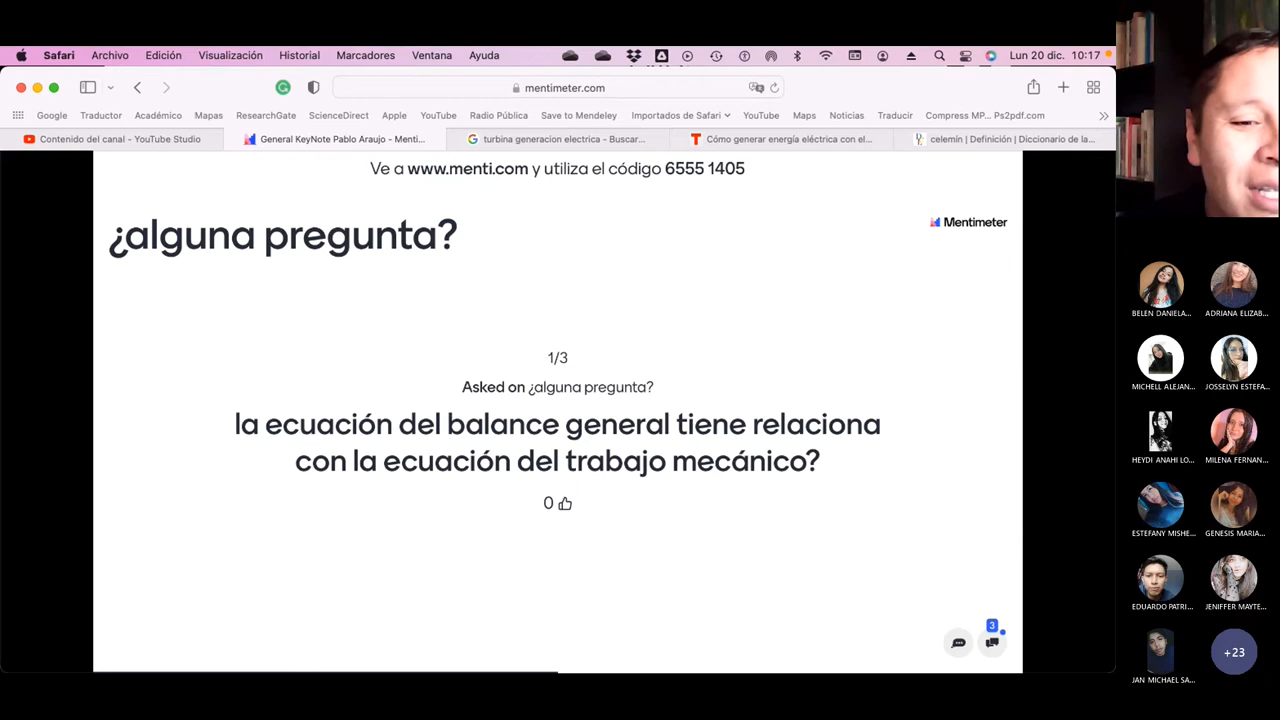 Safari Archivo Edición Visualización Historial Marcadores Ventana Ayuda Lun 20 dic. 10:17
mentimeter.com
Google Traductor Académico Mapas ResearchGate ScienceDirect Apple YouTube Radio Pública Save to Mendeley Importados de Safari YouTube Maps Noticias Traducir Compress MP... Ps2pdf.com
Contenido del canal - YouTube Studio
General KeyNote Pablo Araujo - Menti...
turbina generacion electrica - Buscar...
Cómo generar energía eléctrica con el...
celemín | Definición | Diccionario de la...
Ve a www.menti.com y utiliza el código 6555 1405
¿alguna pregunta?
Mentimeter
1/3
Asked on ¿alguna pregunta?
la ecuación del balance general tiene relaciona
con la ecuación del trabajo mecánico?
0
3
BELEN DANIELA...
ADRIANA ELIZAB...
MICHELL ALEJAN...
JOSSELYN ESTEFA...
HEYDI ANAHI LO...
MILENA FERNAN...
ESTEFANY MISHE...
GENESIS MARIA...
EDUARDO PATRI...
JENIFFER MAYTE...
JAN MICHAEL SA...
+23